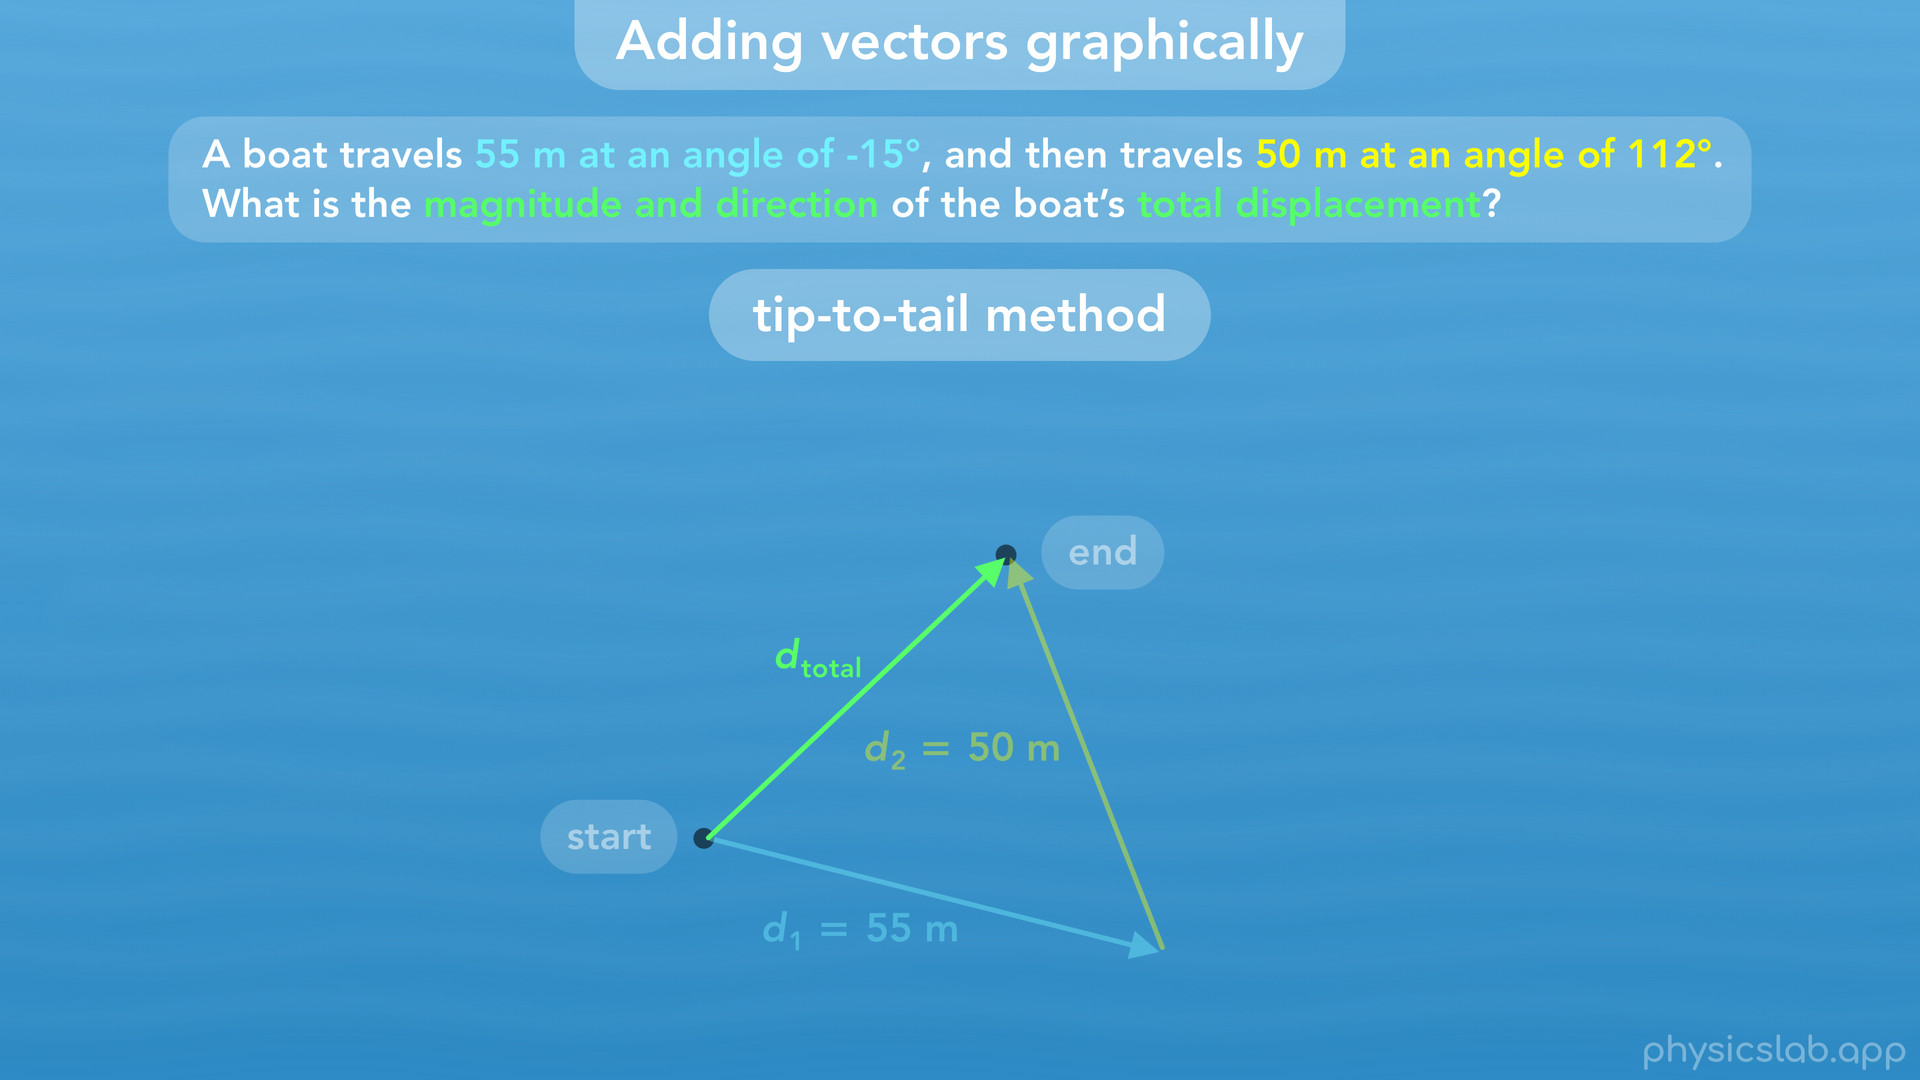 Adding vectors graphically
A boat travels 55 m at an angle of -15°, and then travels 50 m at an angle of 112°.
What is the magnitude and direction of the boat’s total displacement?
tip-to-tail method
end
d_total
d_2 = 50 m
start
d_1 = 55 m
physicslab.app